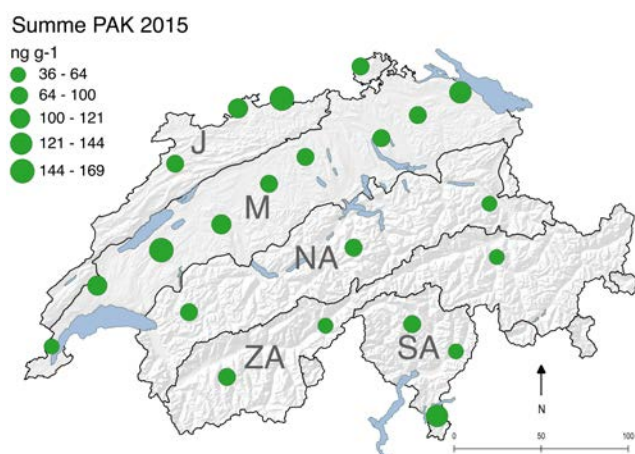 Summe PAK 2015
ng g-1
36 - 64
64 - 100
100 - 121
121 - 144
144 - 169
J
M
NA
ZA
SA
N
0 50 100